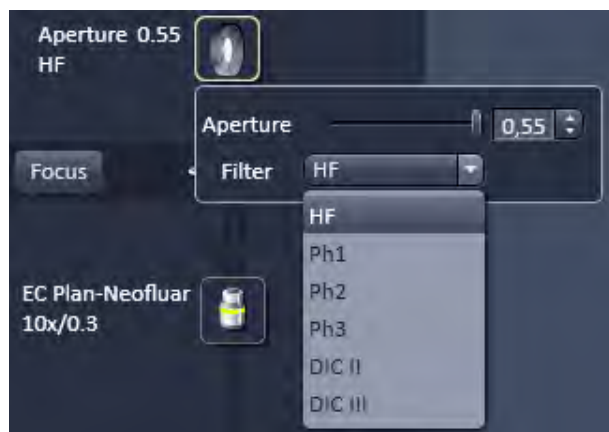 Aperture 0.55
HF
Aperture 0,55
Focus
Filter HF
HF
Ph1
Ph2
Ph3
DIC II
DIC III
EC Plan-Neofluar
10x/0.3